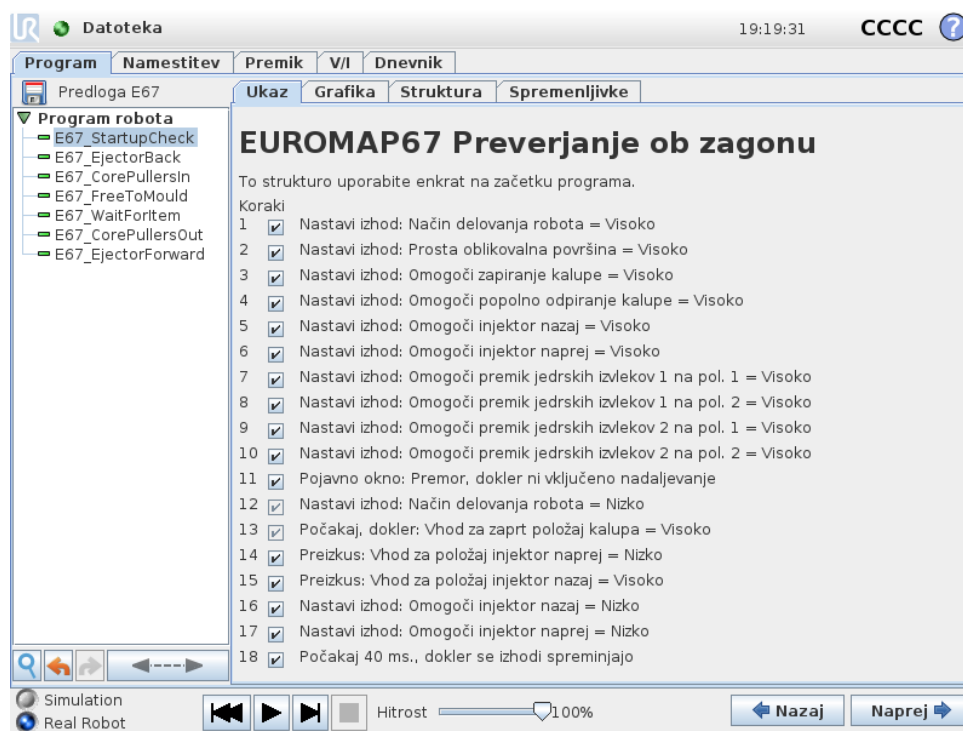 UR Datoteka 19:19:31 CCCC ?
Program Namestitev Premik V/I Dnevnik
Predloga E67
Ukaz Grafika Struktura Spremenljivke
Program robota
E67_StartupCheck
E67_EjectorBack
E67_CorePullersIn
E67_FreeToMould
E67_WaitForItem
E67_CorePullersOut
E67_EjectorForward
EUROMAP67 Preverjanje ob zagonu
To strukturo uporabite enkrat na začetku programa.
Koraki
1 Nastavi izhod: Način delovanja robota = Visoko
2 Nastavi izhod: Prosta oblikovalna površina = Visoko
3 Nastavi izhod: Omogoči zapiranje kalupe = Visoko
4 Nastavi izhod: Omogoči popolno odpiranje kalupe = Visoko
5 Nastavi izhod: Omogoči injektor nazaj = Visoko
6 Nastavi izhod: Omogoči injektor naprej = Visoko
7 Nastavi izhod: Omogoči premik jedrskih izvlekov 1 na pol. 1 = Visoko
8 Nastavi izhod: Omogoči premik jedrskih izvlekov 1 na pol. 2 = Visoko
9 Nastavi izhod: Omogoči premik jedrskih izvlekov 2 na pol. 1 = Visoko
10 Nastavi izhod: Omogoči premik jedrskih izvlekov 2 na pol. 2 = Visoko
11 Pojavno okno: Premor, dokler ni vključeno nadaljevanje
12 Nastavi izhod: Način delovanja robota = Nizko
13 Počakaj, dokler: Vhod za zaprt položaj kalupa = Visoko
14 Preizkus: Vhod za položaj injektor naprej = Nizko
15 Preizkus: Vhod za položaj injektor nazaj = Visoko
16 Nastavi izhod: Omogoči injektor nazaj = Nizko
17 Nastavi izhod: Omogoči injektor naprej = Nizko
18 Počakaj 40 ms., dokler se izhodi spreminjajo
Simulation
Real Robot
Hitrost 100%
Nazaj Naprej